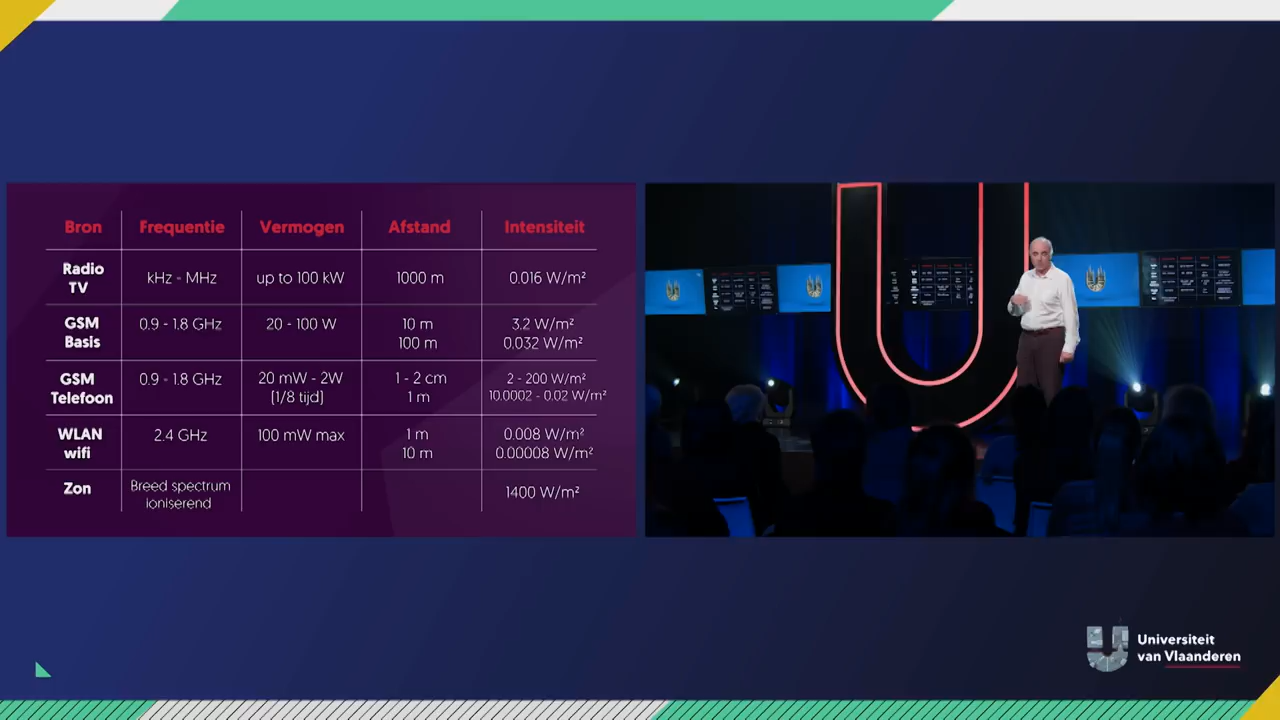 Bron Frequentie Vermogen Afstand Intensiteit
Radio
TV
kHz - MHz
up to 100 kW
1000 m
0.016 W/m²
GSM
Basis
0.9 - 1.8 GHz
20 - 100 W
10 m
100 m
3.2 W/m²
0.032 W/m²
GSM
Telefoon
0.9 - 1.8 GHz
20 mW - 2W
[1/8 tijd]
1 - 2 cm
1 m
2 - 200 W/m²
10.0002 - 0.02 W/m²
WLAN
wifi
2.4 GHz
100 mW max
1 m
10 m
0.008 W/m²
0.00008 W/m²
Zon
Breed spectrum
ioniserend
1400 W/m²
Universiteit
van Vlaanderen